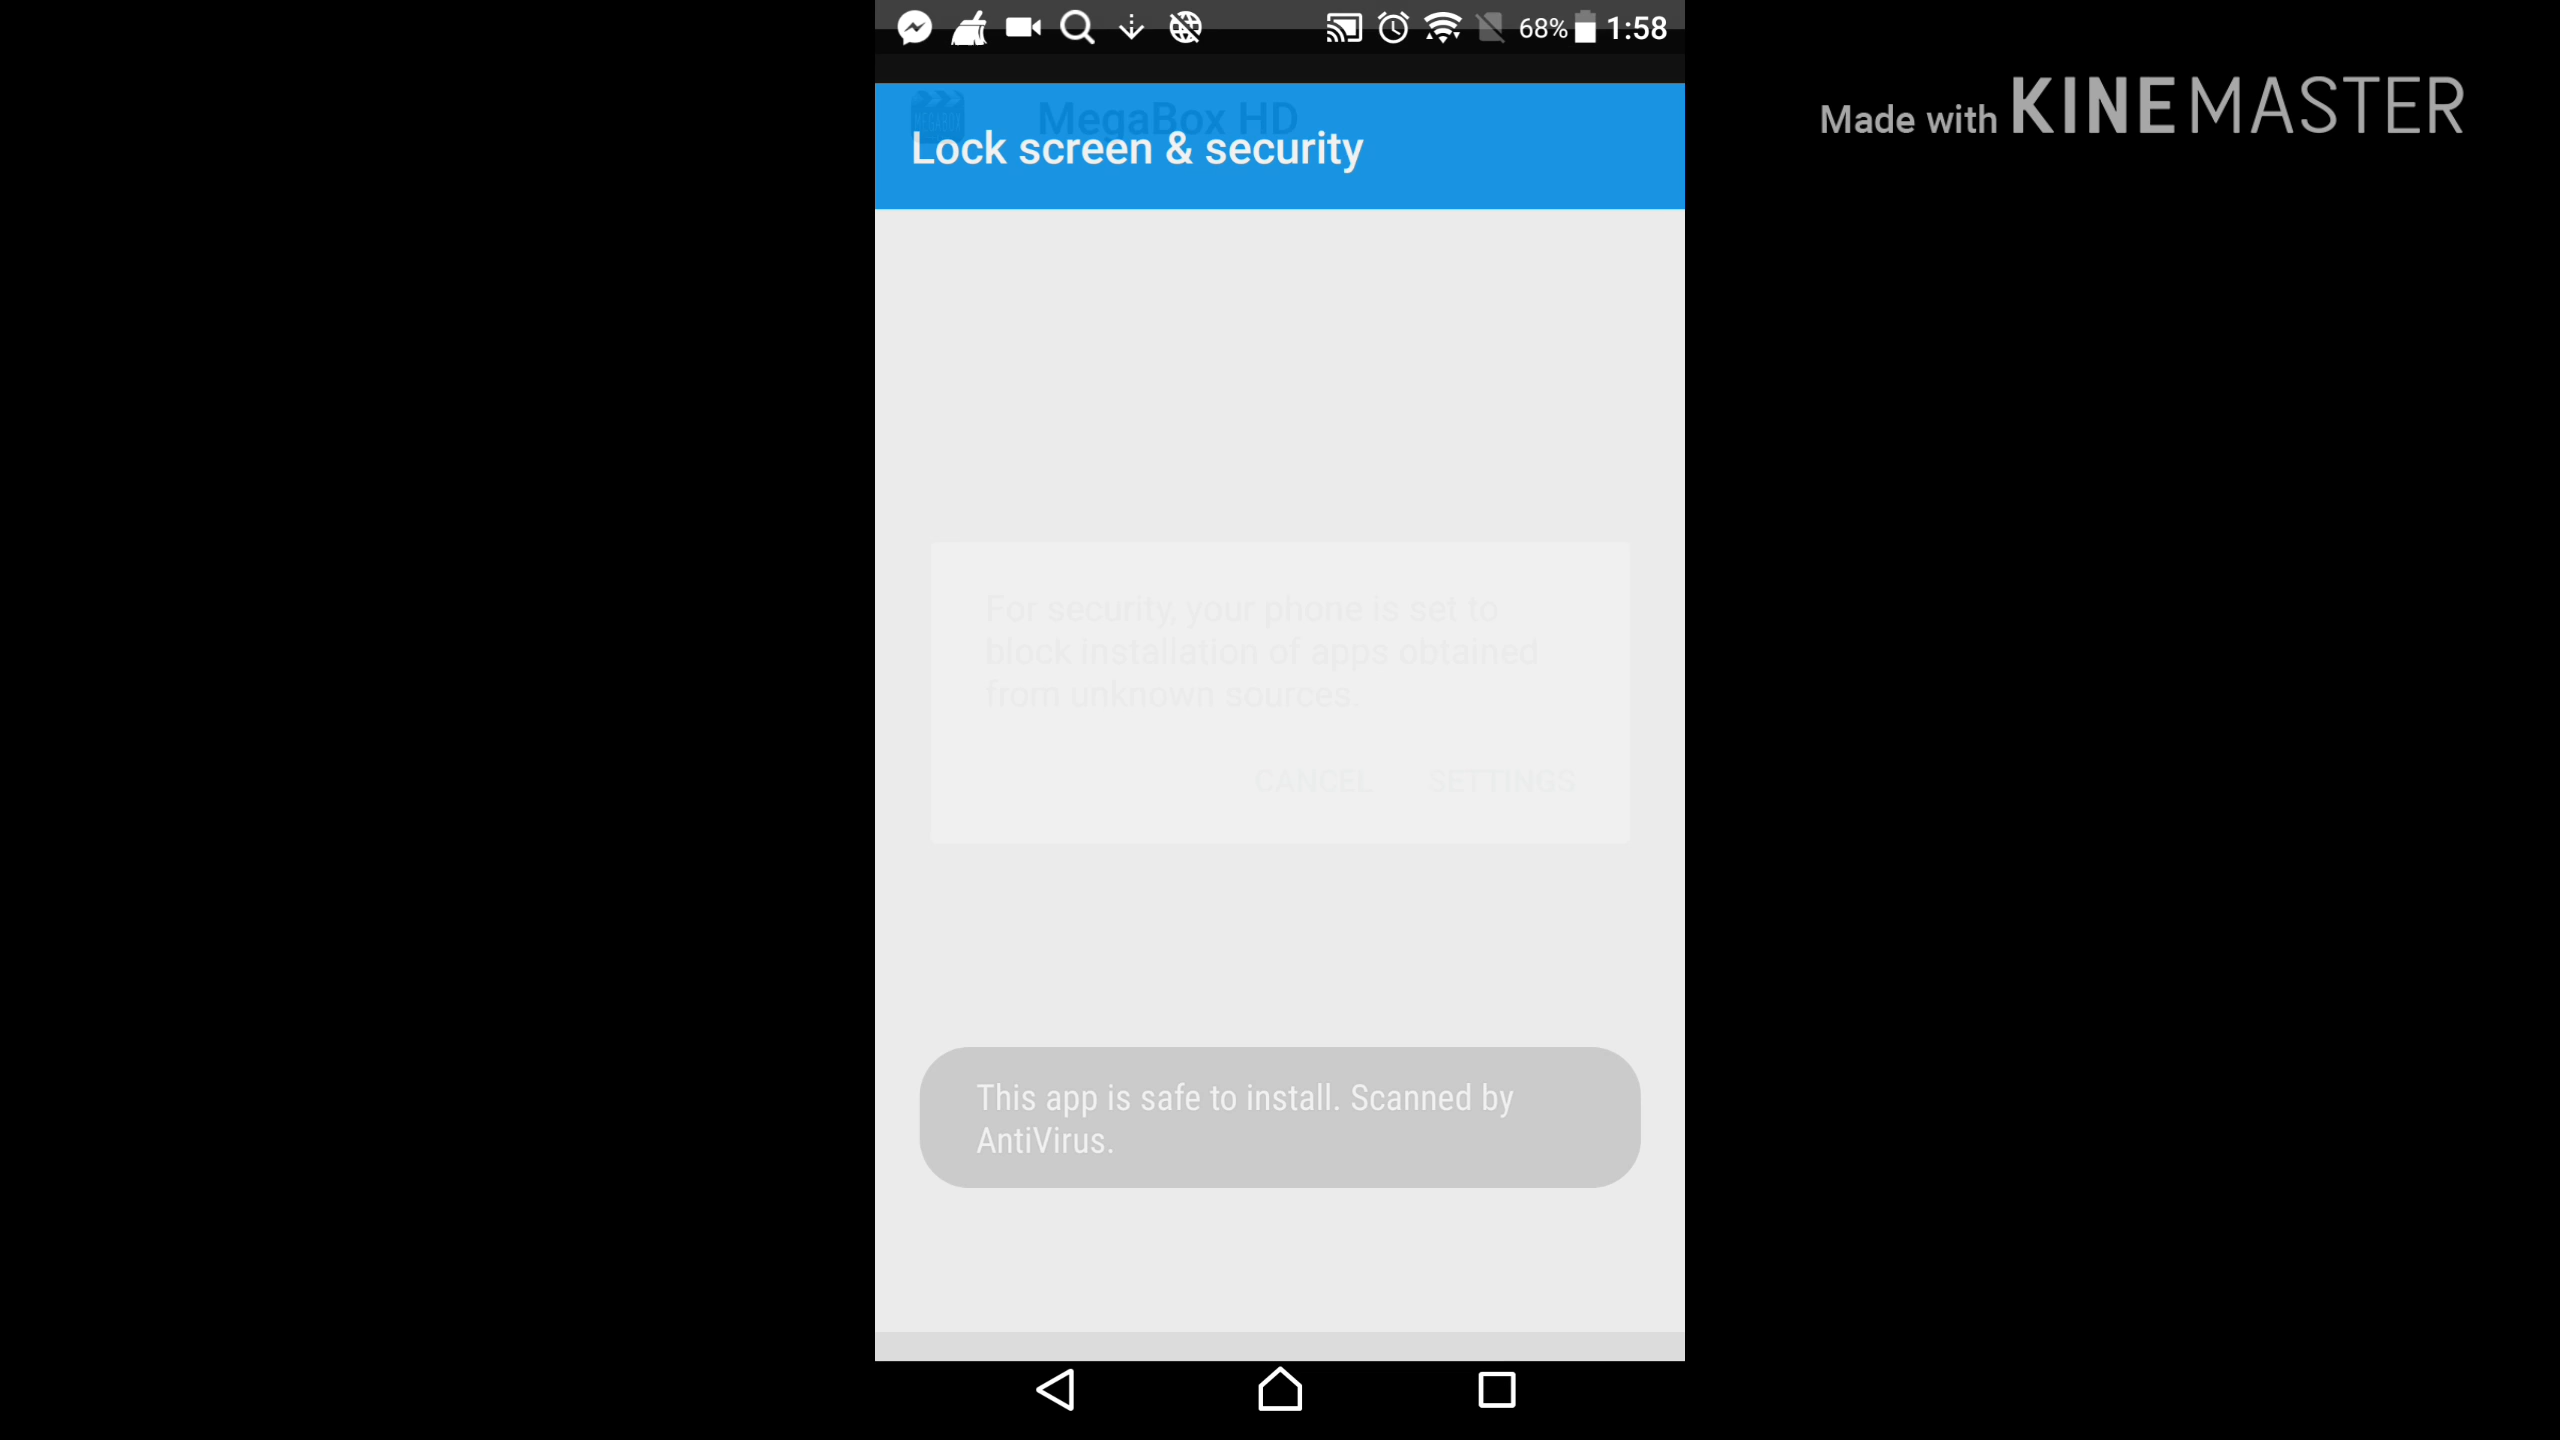 68% 1:58
MegaBox HD
Lock screen & security
Made with KINEMASTER
For security, your phone is set to
block installation of apps obtained
from unknown sources.
CANCEL SETTINGS
This app is safe to install. Scanned by
AntiVirus.